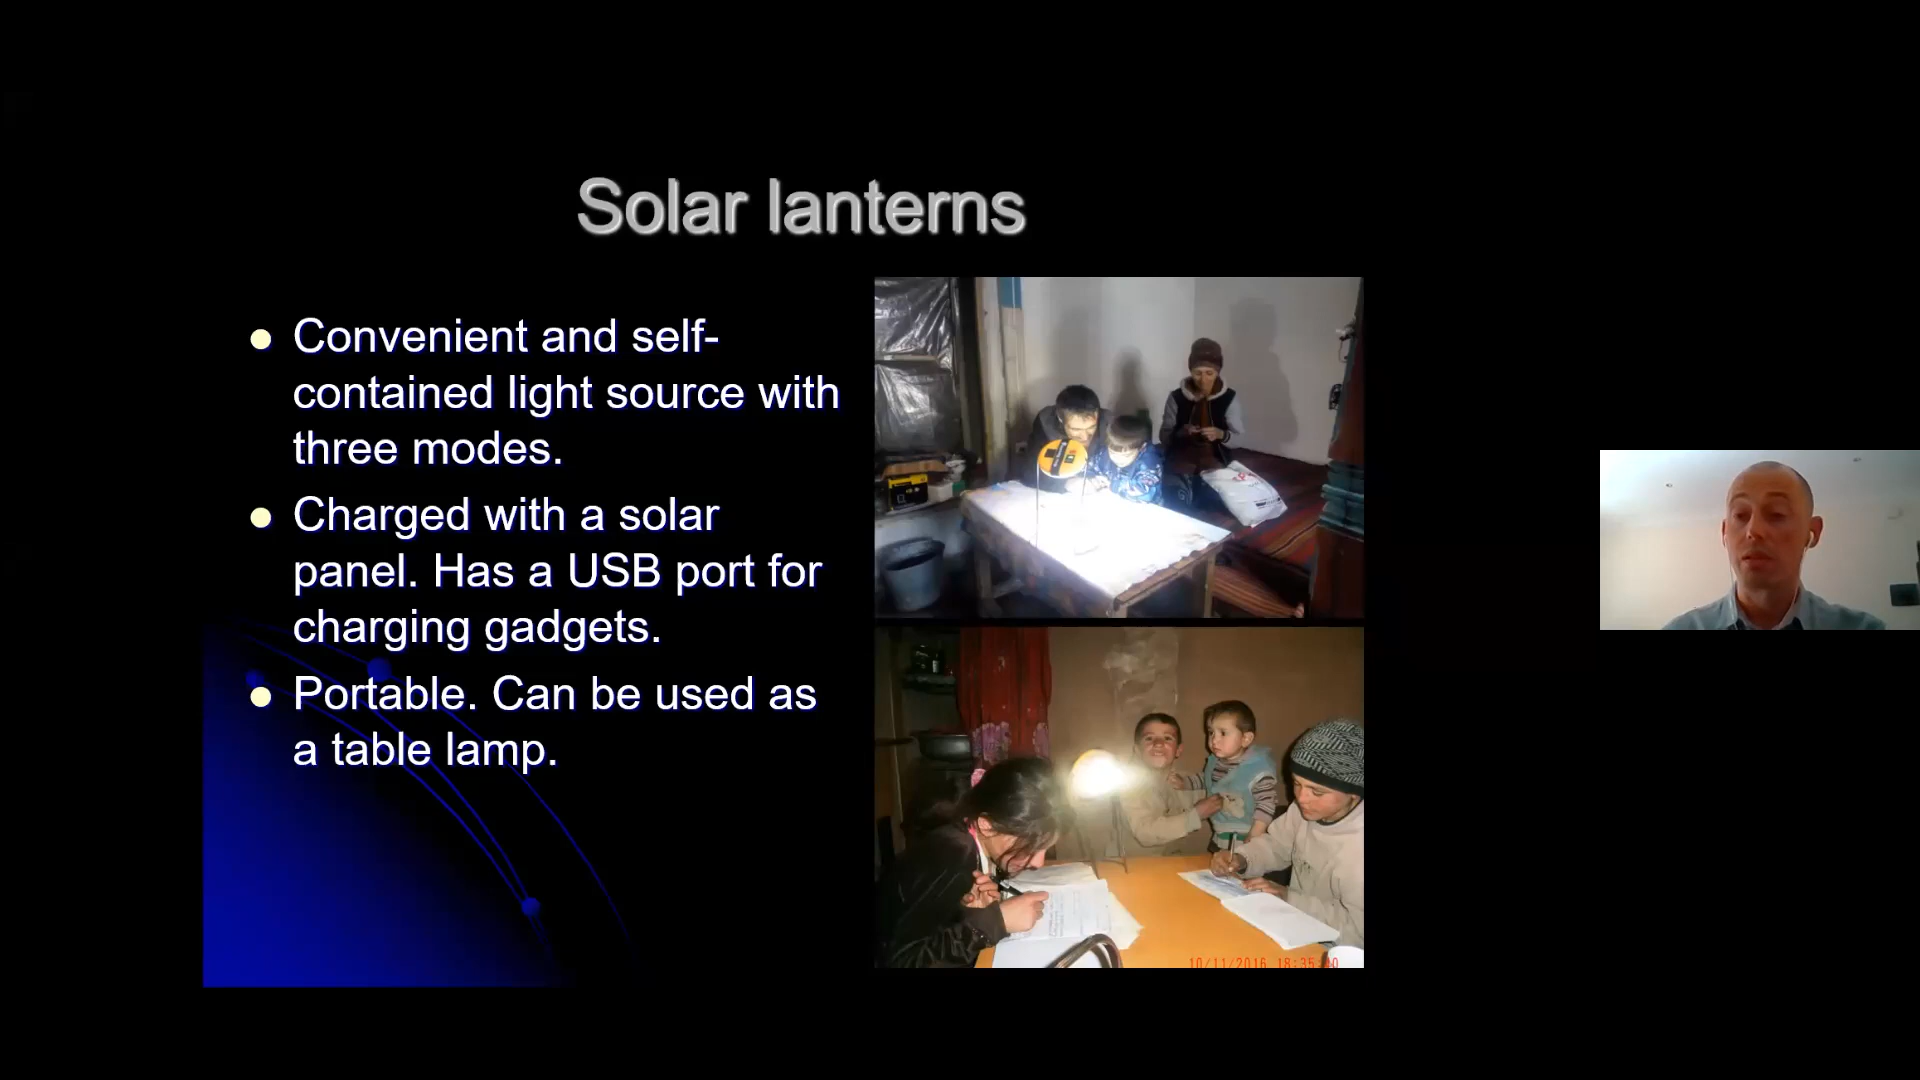 Solar lanterns
Convenient and self-
contained light source with
three modes.
Charged with a solar
panel. Has a USB port for
charging gadgets.
Portable. Can be used as
a table lamp.
10/11/2016 18:35:40